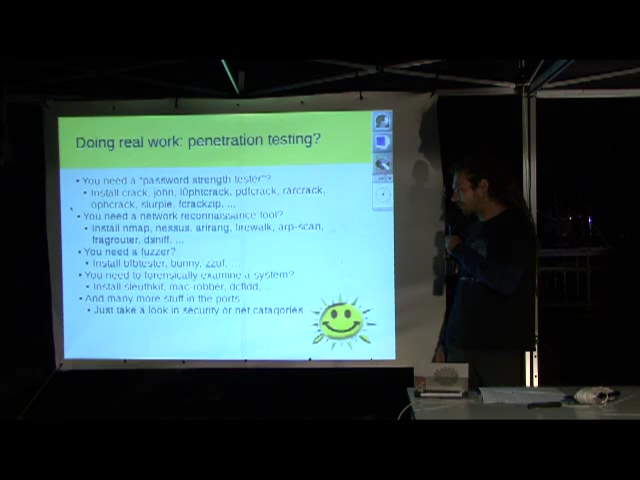 Doing real work: penetration testing?
• You need a "password strength tester"?
• Install crack, john, l0phtcrack, pdfcrack, rarcrack,
ophcrack, slurpie, fcrackzip, ...
• You need a network reconnaissance tool?
• Install nmap, nessus, arirang, firewalk, arp-scan,
fragrouter, dsniff, ...
• You need a fuzzer?
• Install bfbtester, bunny, zzuf, ...
• You need to forensically examine a system?
• Install sleuthkit, mac-robber, dcfldd, ...
• And many more stuff in the ports
• Just take a look in security or net catagories